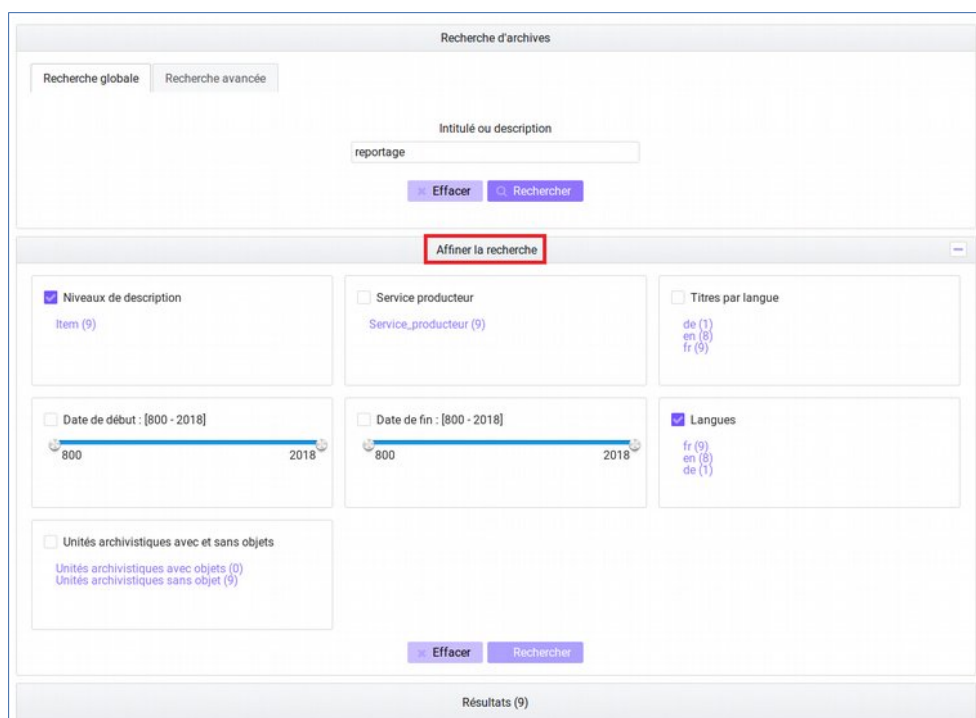 Recherche d'archives
Recherche globale
Recherche avancée
Intitulé ou description
reportage
Effacer
Rechercher
Affiner la recherche
Niveaux de description
Item (9)
Service producteur
Service_producteur (9)
Titres par langue
de (1)
en (8)
fr (9)
Date de début : [800 - 2018]
800
2018
Date de fin : [800 - 2018]
800
2018
Langues
fr (9)
en (8)
de (1)
Unités archivistiques avec et sans objets
Unités archivistiques avec objets (0)
Unités archivistiques sans objet (9)
Effacer
Rechercher
Résultats (9)